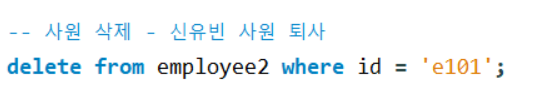 -- 사원 삭제 - 신유빈 사원 퇴사
delete from employee2 where id = 'e101';